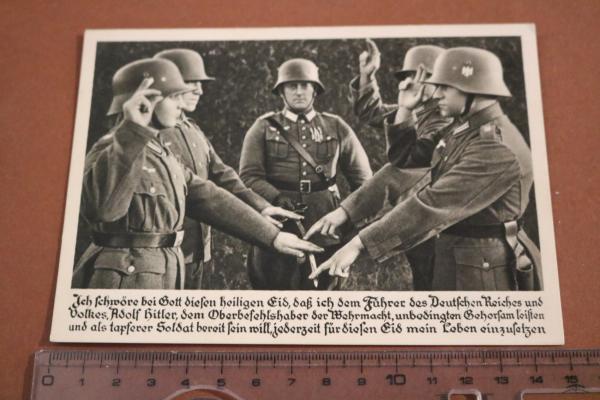 Ich schwöre bei Gott diesen heiligen Eid, daß ich dem Führer des Deutschen Reiches und
Volkes, Adolf Hitler, dem Oberbefehlshaber der Wehrmacht, unbedingten Gehorsam leisten
und als tapferer Soldat bereit sein will, jederzeit für diesen Eid mein Leben einzusetzen
0 1 2 3 4 5 6 7 8 9 10 11 12 13 14 15